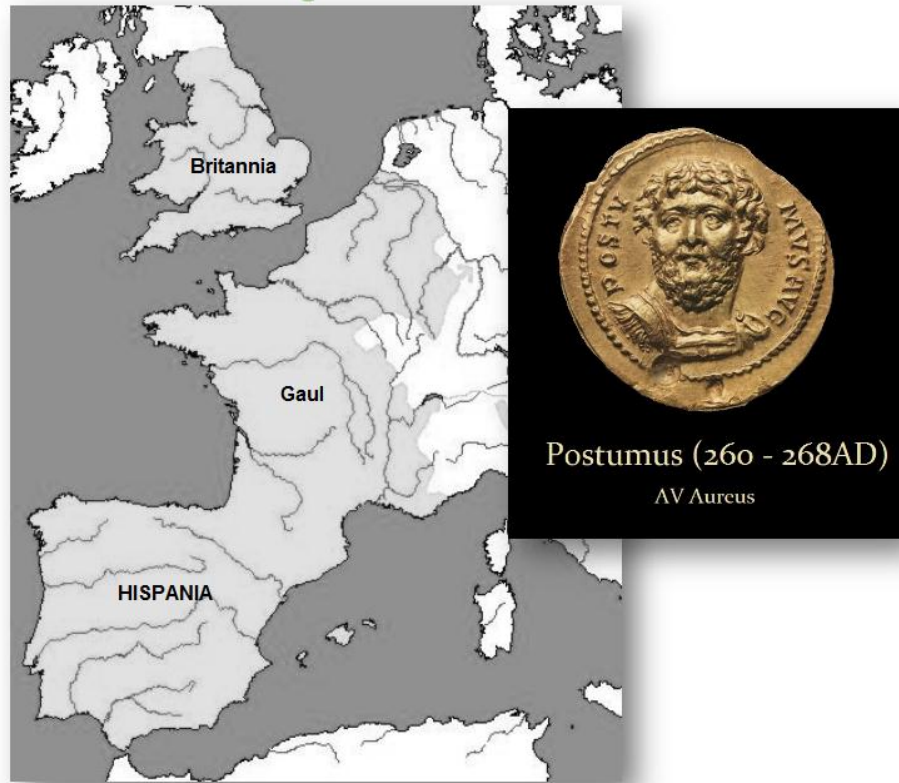 Britannia
Gaul
HISPANIA
POSTV
MVS AVG
Postumus (260 - 268AD)
AV Aureus